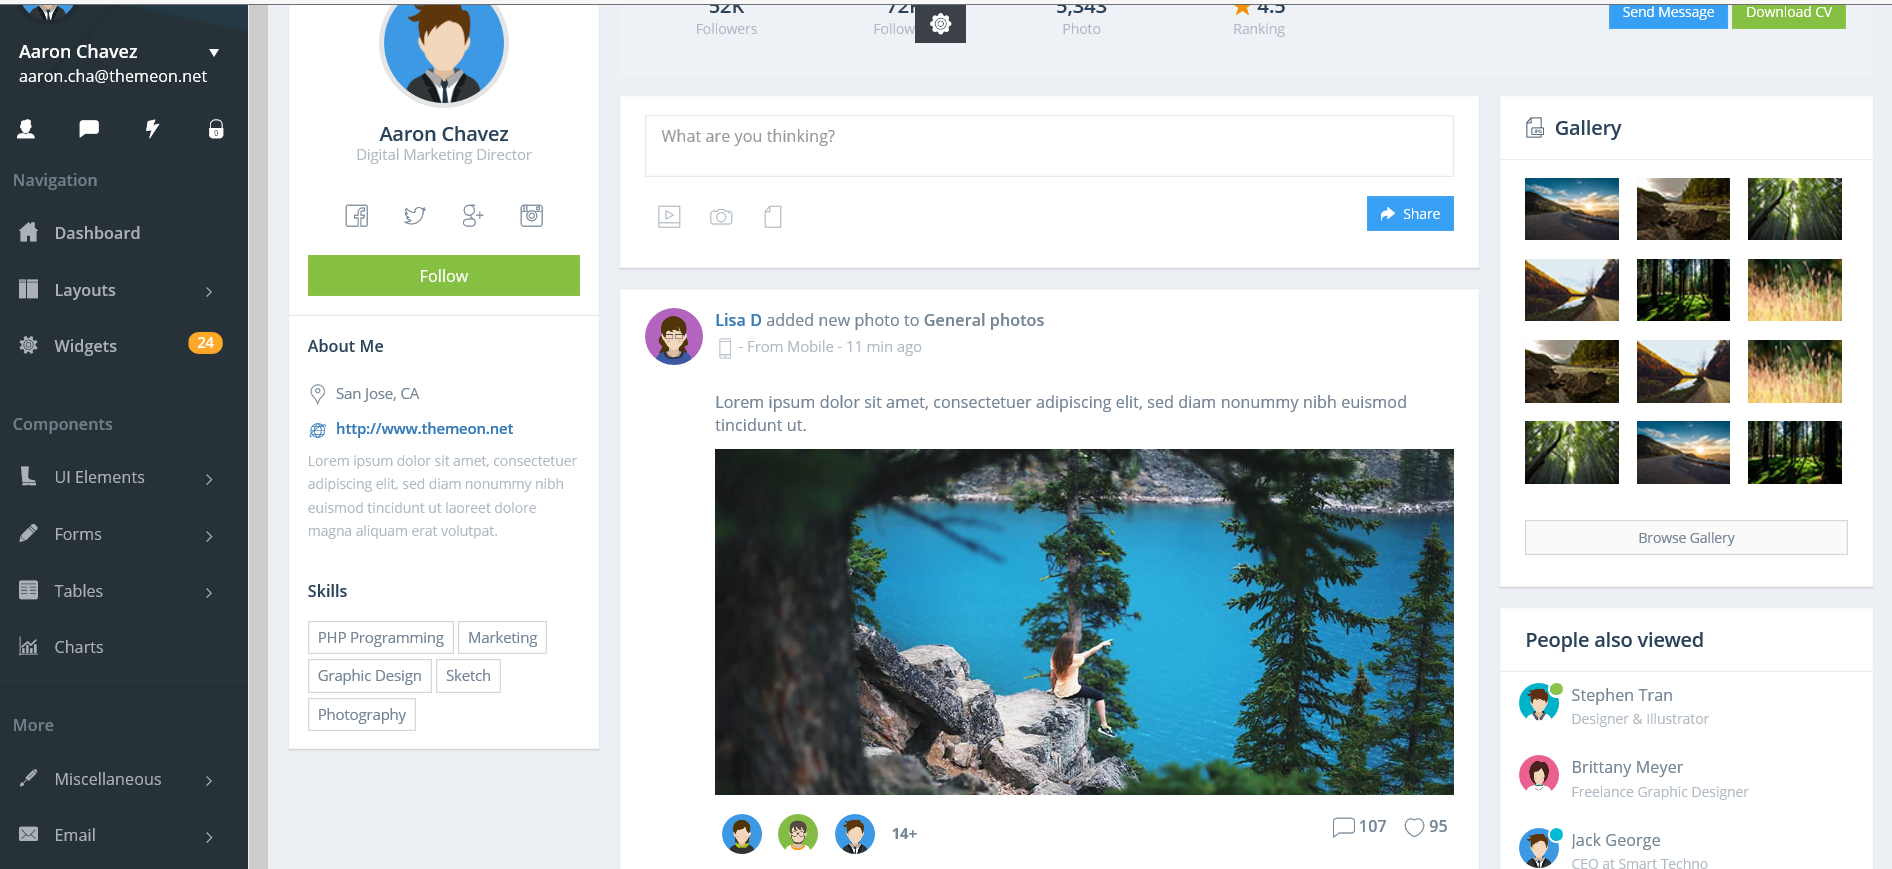 Aaron Chavez
aaron.cha@themeon.net
Navigation
Dashboard
Layouts
Widgets 24
Components
UI Elements
Forms
Tables
Charts
More
Miscellaneous
Email
Aaron Chavez
Digital Marketing Director
Follow
About Me
San Jose, CA
http://www.themeon.net
Lorem ipsum dolor sit amet, consectetuer
adipiscing elit, sed diam nonummy nibh
euismod tincidunt ut laoreet dolore
magna aliquam erat volutpat.
Skills
PHP Programming Marketing
Graphic Design Sketch
Photography
52K
Followers
5,343
Photo
4.5
Ranking
Send Message
Download CV
What are you thinking?
Share
Lisa D added new photo to General photos
- From Mobile - 11 min ago
Lorem ipsum dolor sit amet, consectetuer adipiscing elit, sed diam nonummy nibh euismod
tincidunt ut.
14+ 107 95
Gallery
Browse Gallery
People also viewed
Stephen Tran
Designer & Illustrator
Brittany Meyer
Freelance Graphic Designer
Jack George
CEO at Smart Techno